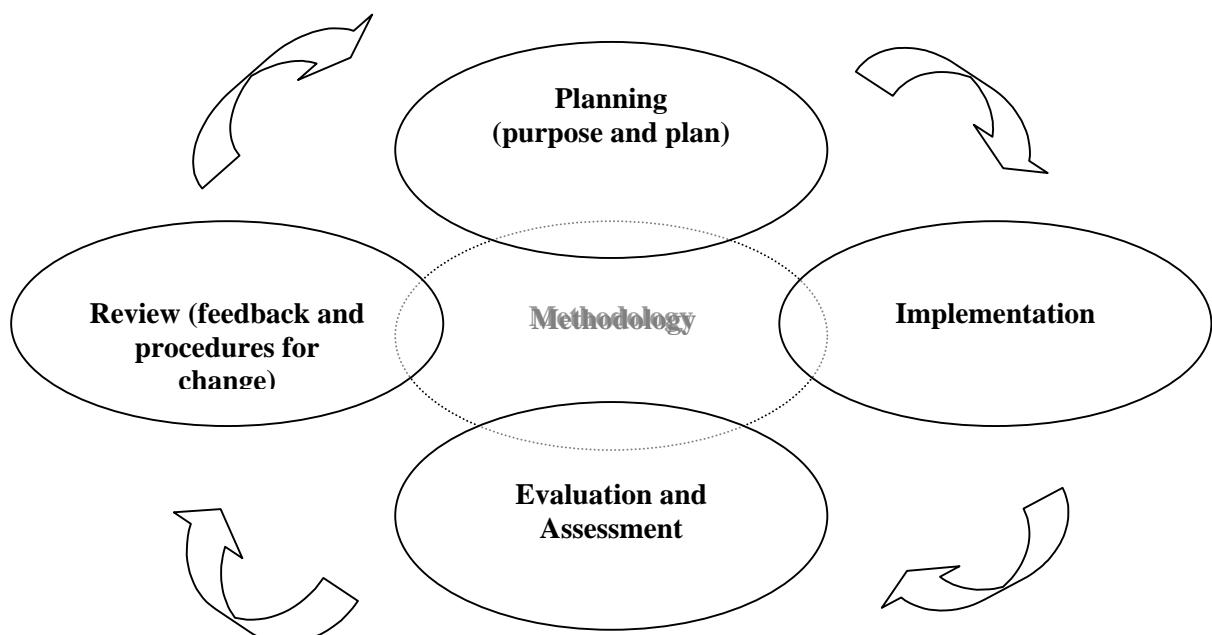 Planning
(purpose and plan)
Review (feedback and
procedures for
change)
Methodology
Implementation
Evaluation and
Assessment